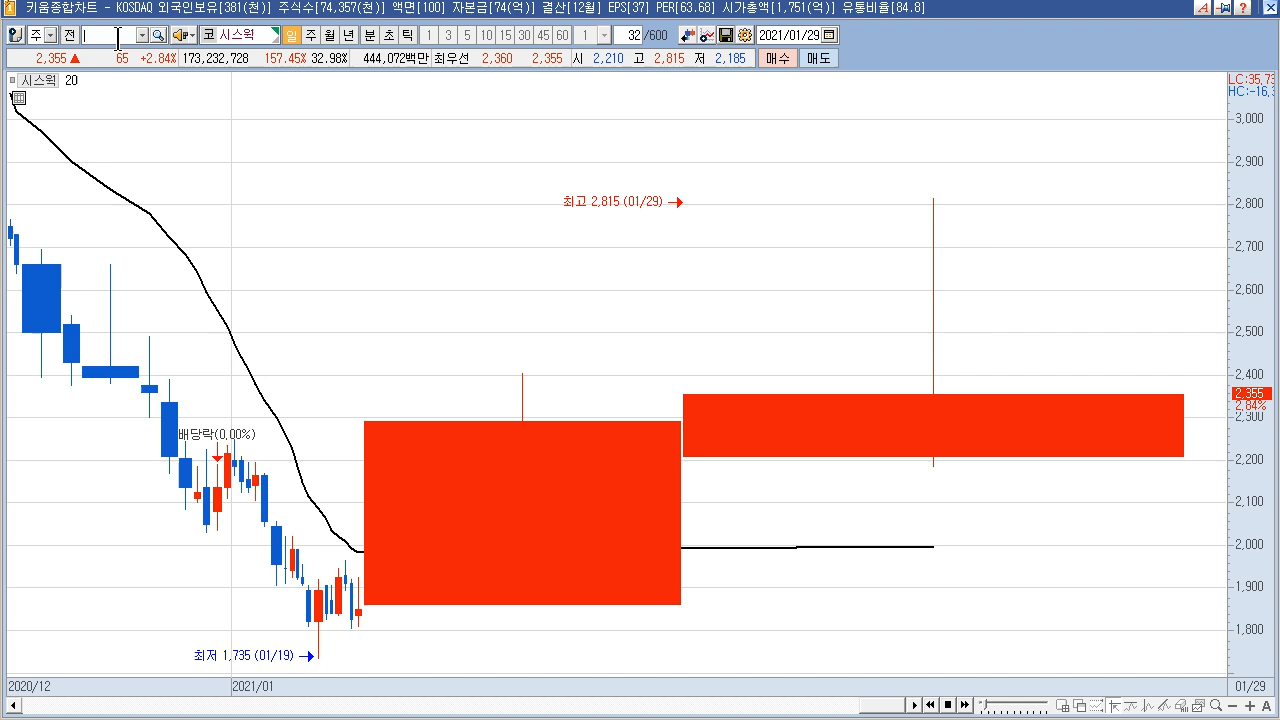 키움종합차트 - KOSDAQ 외국인보유[381(천)] 주식수[74,357(천)] 액면[100] 자본금[74(억)] 결산[12월] EPS[37] PER[63.68] 시가총액[1,751(억)] 유통비율[84.8]
주 전 코 시스웍 일 주 월 년 분 초 틱 1 3 5 10 15 30 45 60 1 32 /600 2021/01/29
2,355 ▲ 65 +2.84% 173,232,728 157.45% 32.98% 444,072백만 최우선 2,360 2,355 시 2,210 고 2,815 저 2,185 매수 매도
시스웍 20
LC:35,73
HC:-16,3
3,000
2,900
최고 2,815 (01/29)
2,800
2,700
2,600
2,500
2,400
2,355
2,84%
2,300
배당락(0,00%)
2,200
2,100
2,000
1,900
1,800
최저 1,735 (01/19)
2020/12 2021/01 01/29
A